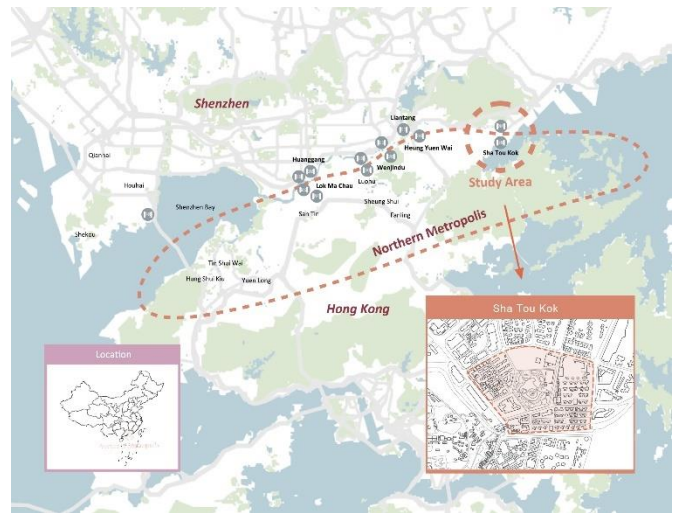 Shenzhen
Liantang
Heung Yuen Wai
Sha Tou Kok
Study Area
Qianhai
Huanggang
Wenjindu
Luohu
Houhai
Lok Ma Chau
Shenzhen Bay
San Tin
Sheung Shui
Fanling
Shekou
Northern Metropolis
Tin Shui Wai
Hung Shui Kiu
Yuen Long
Hong Kong
Sha Tou Kok
Location